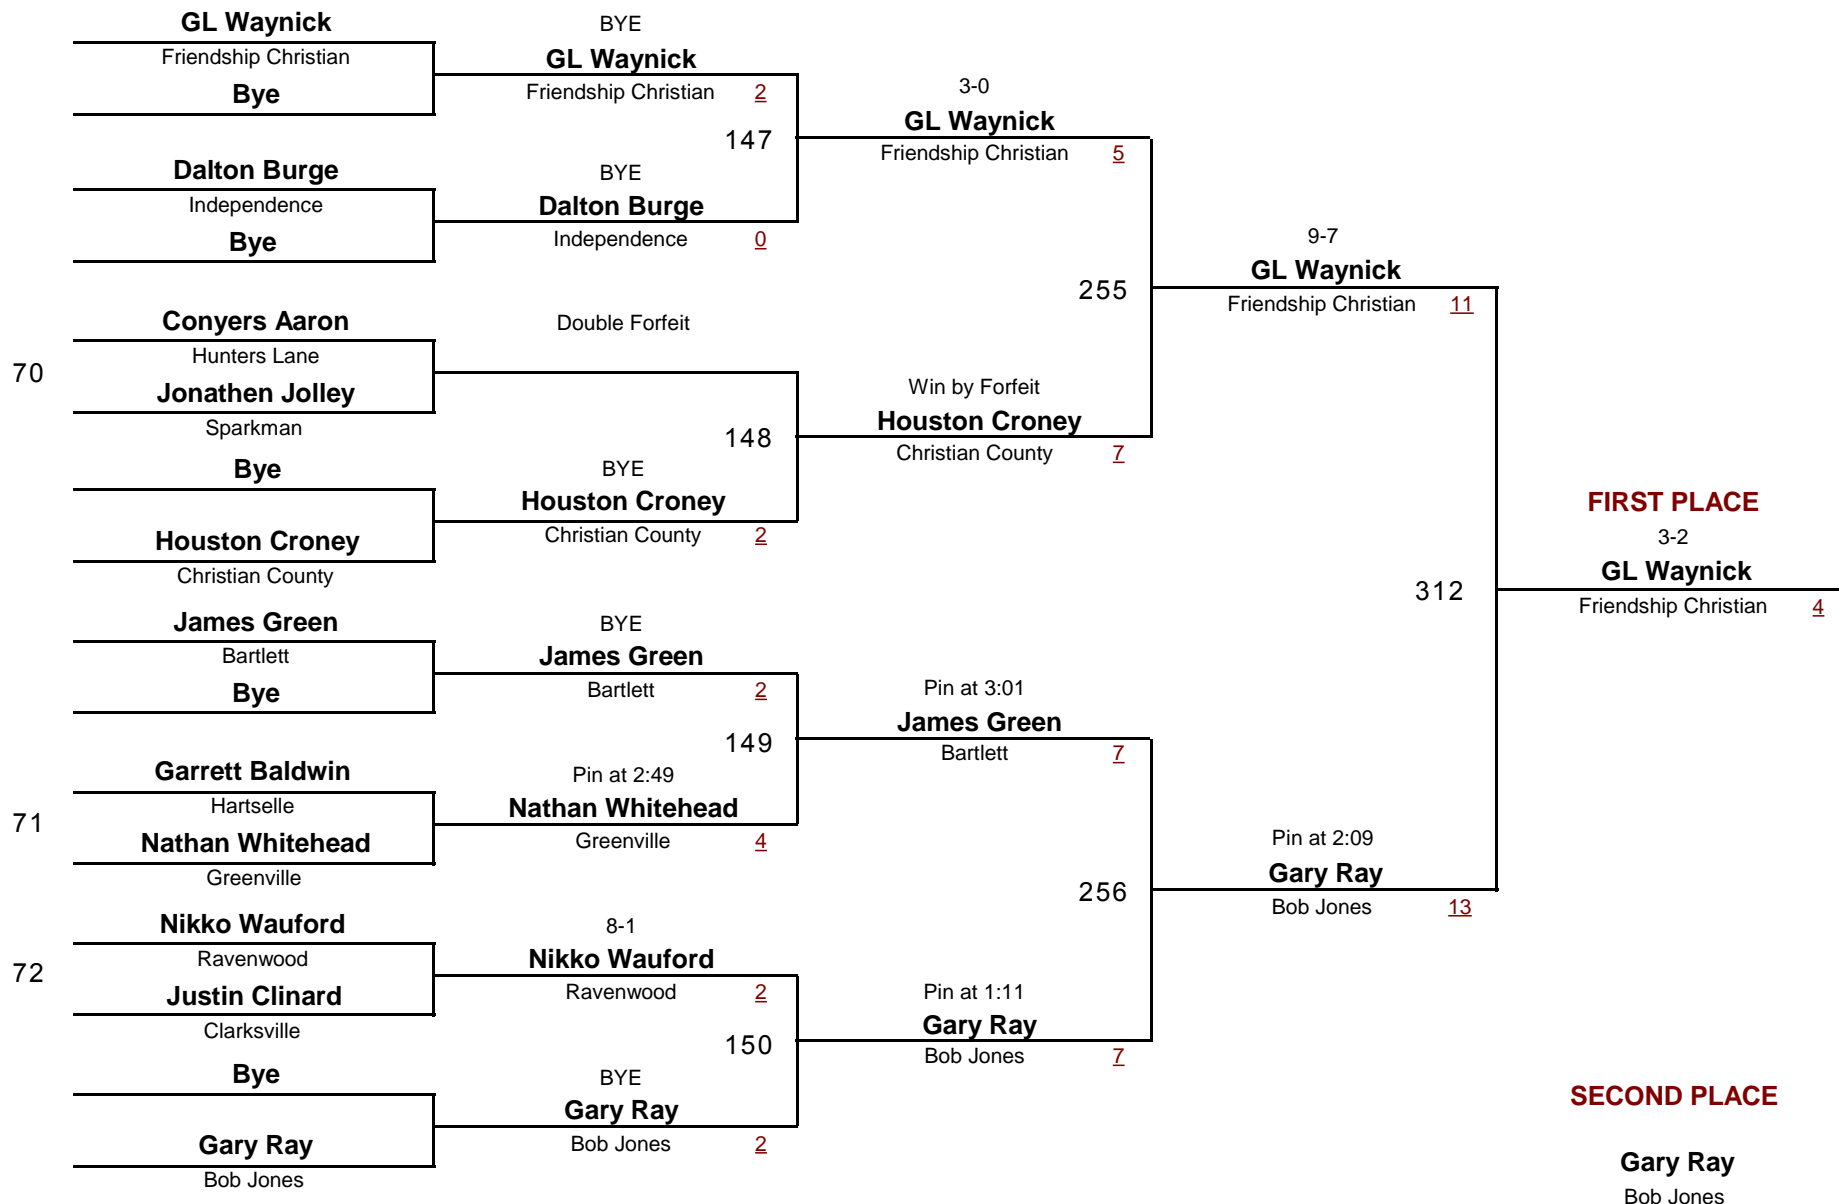 GL Waynick
Friendship Christian
Bye
Dalton Burge
Independence
Bye
70
Conyers Aaron
Hunters Lane
Jonathen Jolley
Sparkman
Bye
Houston Croney
Christian County
James Green
Bartlett
Bye
71
Garrett Baldwin
Hartselle
Nathan Whitehead
Greenville
72
Nikko Wauford
Ravenwood
Justin Clinard
Clarksville
Bye
Gary Ray
Bob Jones
BYE
GL Waynick
Friendship Christian 2
147
BYE
Dalton Burge
Independence 0
Double Forfeit
148
BYE
Houston Croney
Christian County 2
BYE
James Green
Bartlett 2
149
Pin at 2:49
Nathan Whitehead
Greenville 4
8-1
Nikko Wauford
Ravenwood 2
150
BYE
Gary Ray
Bob Jones 2
3-0
GL Waynick
Friendship Christian 5
255
Win by Forfeit
Houston Croney
Christian County 7
Pin at 3:01
James Green
Bartlett 7
256
Pin at 1:11
Gary Ray
Bob Jones 7
9-7
GL Waynick
Friendship Christian 11
312
Pin at 2:09
Gary Ray
Bob Jones 13
FIRST PLACE
3-2
GL Waynick
Friendship Christian 4
SECOND PLACE
Gary Ray
Bob Jones